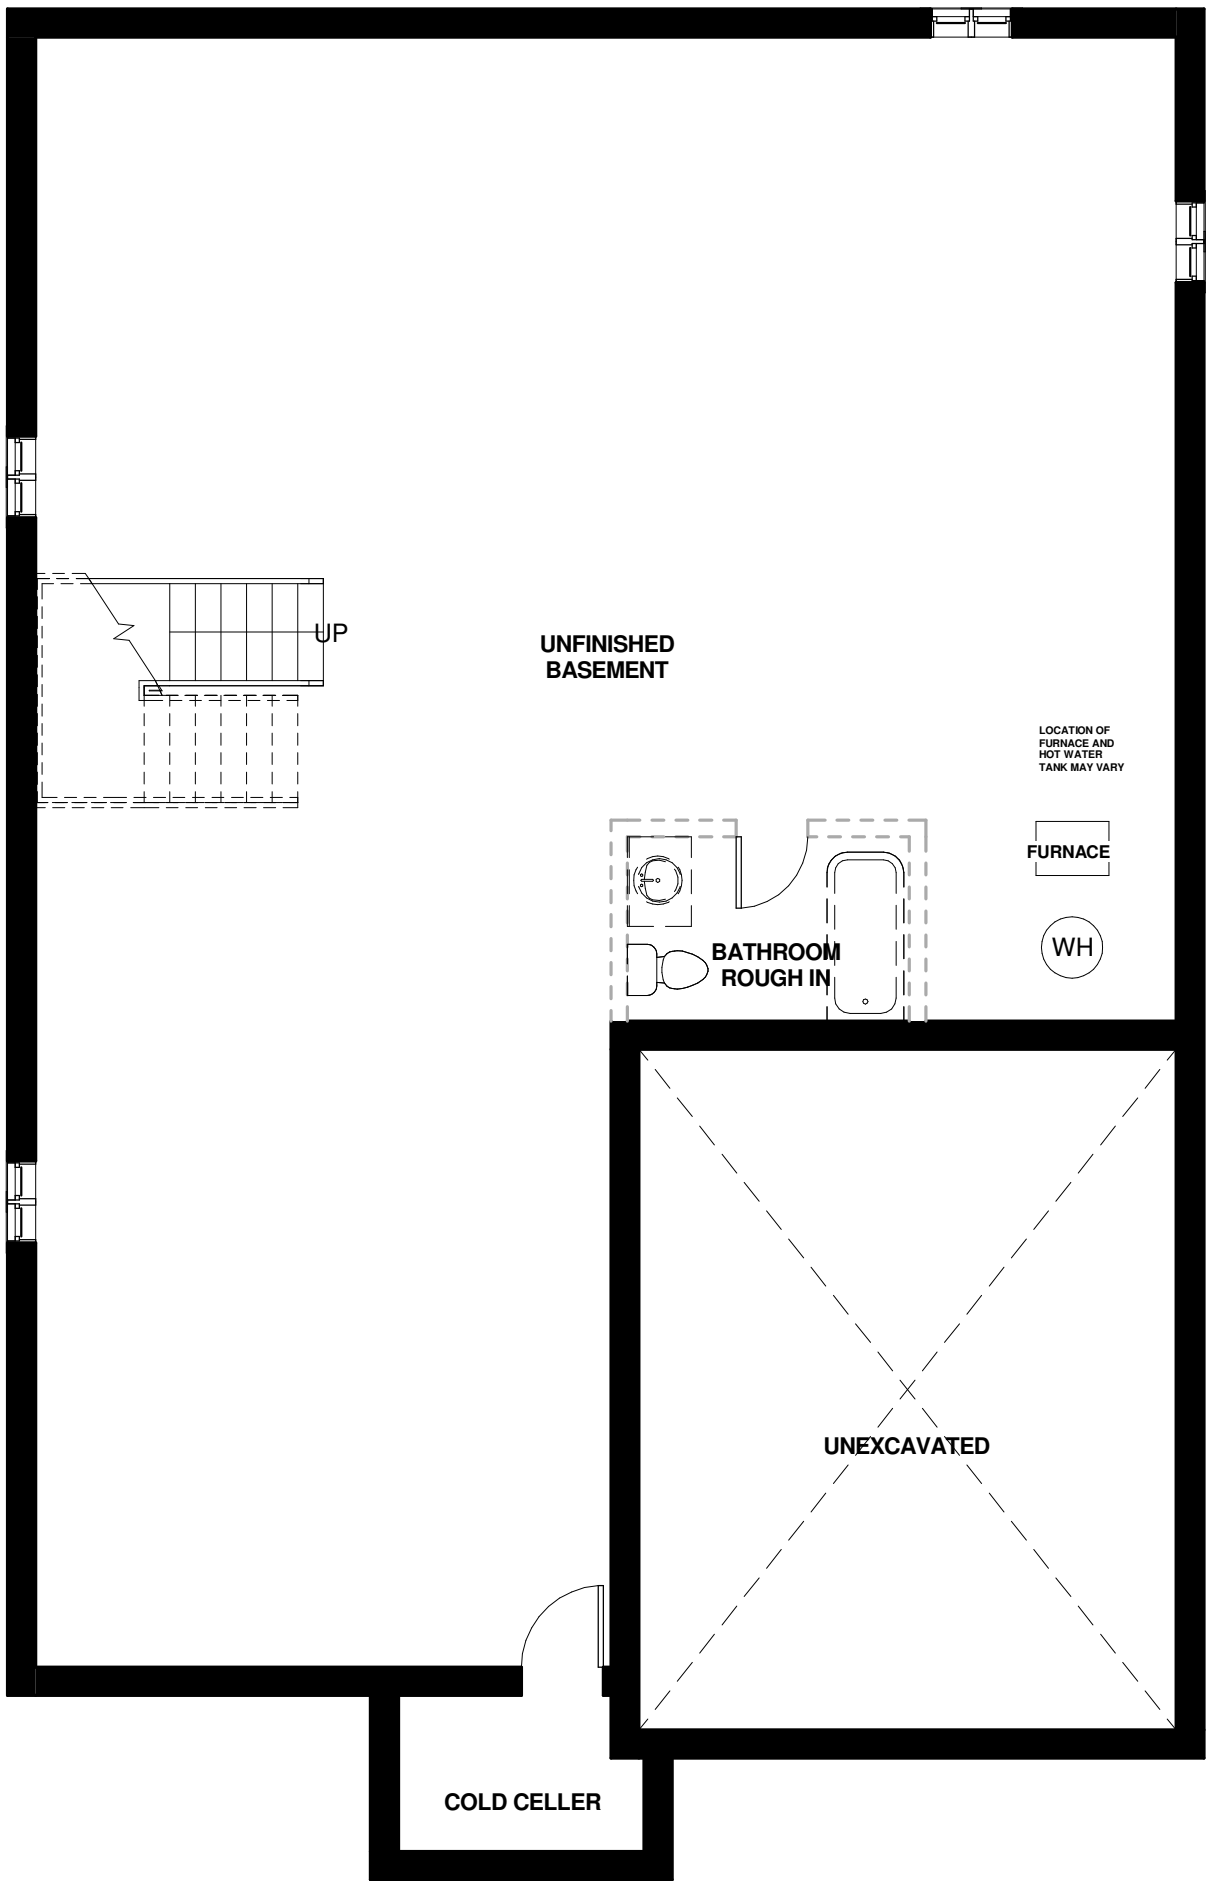 UP
UNFINISHED
BASEMENT
LOCATION OF
FURNACE AND
HOT WATER
TANK MAY VARY
FURNACE
WH
BATHROOM
ROUGH IN
UNEXCAVATED
COLD CELLER